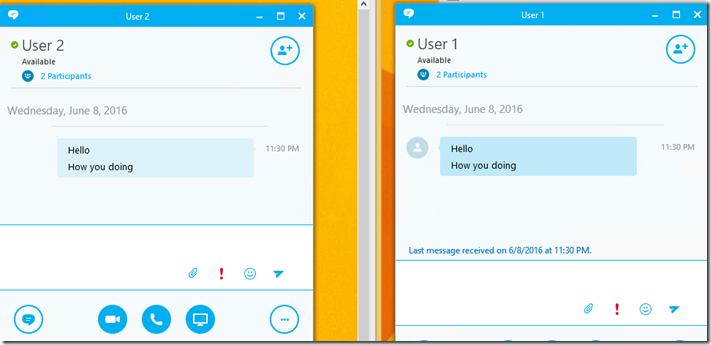 User 2
User 2
Available
2 Participants
Wednesday, June 8, 2016
Hello
11:30 PM
How you doing
User 1
User 1
Available
2 Participants
Wednesday, June 8, 2016
Hello
11:30 PM
How you doing
Last message received on 6/8/2016 at 11:30 PM.